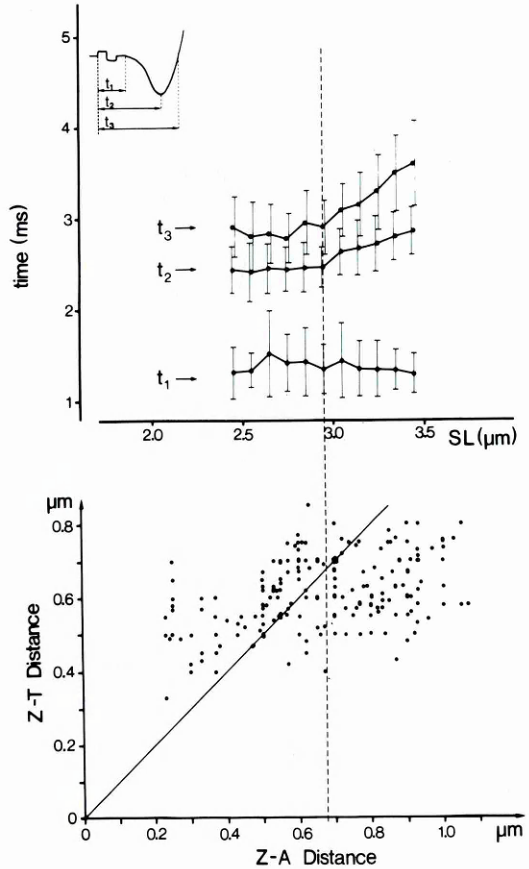 5
t₁
t₂
t₃
4
time (ms)
3
t₃ →
t₂ →
2
t₁ →
1
2.0 2.5 3.0 3.5 SL(µm)
µm
0.8
0.6
Z-T Distance
0.4
0.2
0
0 0.2 0.4 0.6 0.8 1.0 µm
Z-A Distance